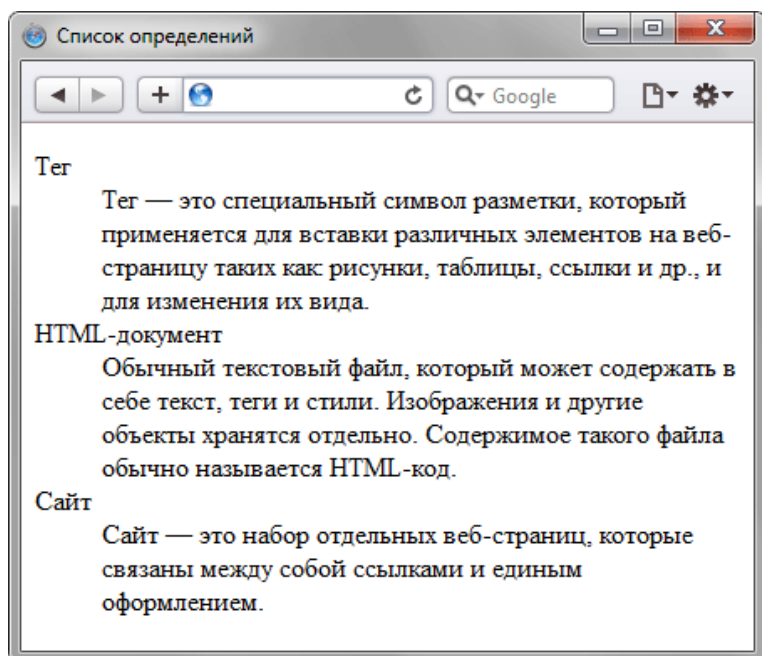 Список определений
Google
Тег
Тег — это специальный символ разметки, который
применяется для вставки различных элементов на веб-
страницу таких как: рисунки, таблицы, ссылки и др., и
для изменения их вида.
HTML-документ
Обычный текстовый файл, который может содержать в
себе текст, теги и стили. Изображения и другие
объекты хранятся отдельно. Содержимое такого файла
обычно называется HTML-код.
Сайт
Сайт — это набор отдельных веб-страниц, которые
связаны между собой ссылками и единым
оформлением.